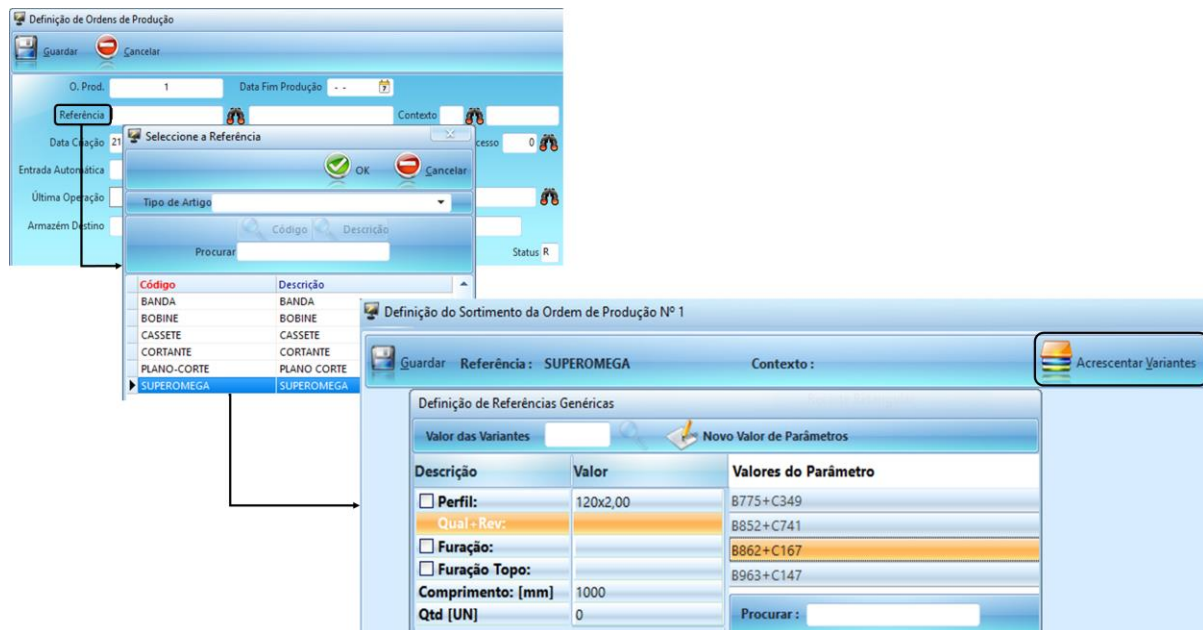 Definição de Ordens de Produção
Guardar Cancelar
O. Prod. 1 Data Fim Produção - -
Referência Contexto
Data Criação 21 cesso 0
Entrada Automática
Última Operação
Armazém Destino
Status R
Seleccione a Referência
OK Cancelar
Tipo de Artigo
Código Descrição
Procurar
Código Descrição
BANDA BANDA
BOBINE BOBINE
CASSETE CASSETE
CORTANTE CORTANTE
PLANO-CORTE PLANO CORTE
SUPEROMEGA SUPEROMEGA
Definição do Sortimento da Ordem de Produção Nº 1
Guardar Referência : SUPEROMEGA Contexto : Acrescentar Variantes
Definição de Referências Genéricas
Valor das Variantes Novo Valor de Parâmetros
Descrição Valor Valores do Parâmetro
Perfil: 120x2,00 B775+C349
Qual+Rev: B852+C741
Furação: B862+C167
Furação Topo: B963+C147
Comprimento: [mm] 1000
Qtd [UN] 0 Procurar :